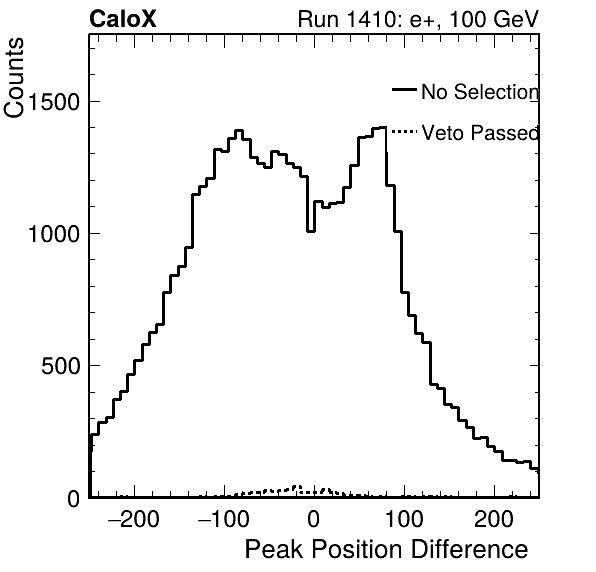 CaloX Run 1410: e+, 100 GeV
Counts
1500
1000
500
0
No Selection
Veto Passed
−200 −100 0 100 200
Peak Position Difference